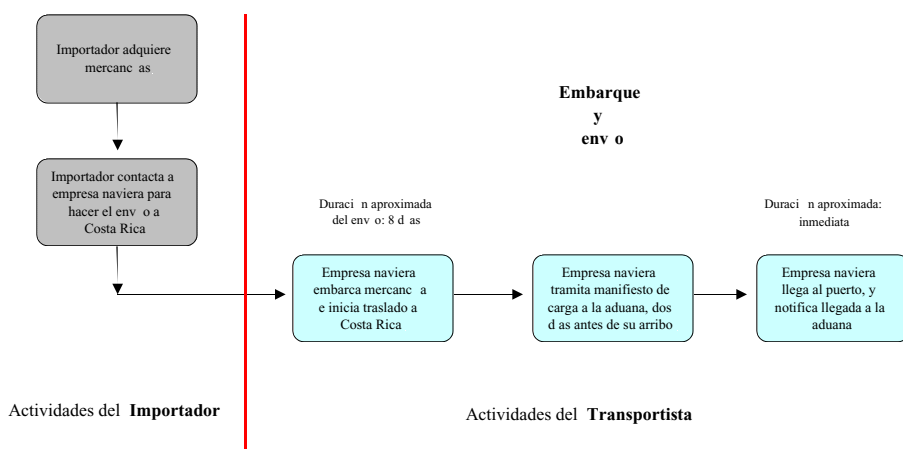 Importador adquiere
mercanc as
Importador contacta a
empresa naviera para
hacer el env o a
Costa Rica
Embarque
y
env o
Duraci n aproximada
del env o: 8 d as
Duraci n aproximada:
inmediata
Empresa naviera
embarca mercanc a
e inicia traslado a
Costa Rica
Empresa naviera
tramita manifiesto de
carga a la aduana, dos
d as antes de su arribo
Empresa naviera
llega al puerto, y
notifica llegada a la
aduana
Actividades del Importador
Actividades del Transportista